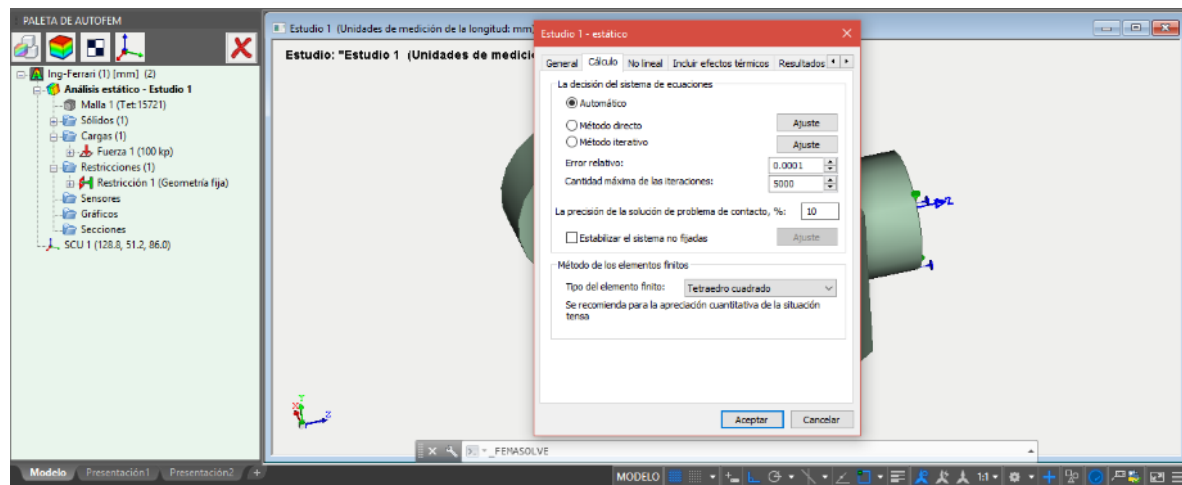 PALETA DE AUTOFEM
Ing-Ferrari (1) [mm] (2)
Análisis estático - Estudio 1
Malla 1 (Tet:15721)
Sólidos (1)
Cargas (1)
Fuerza 1 (100 kp)
Restricciones (1)
Restricción 1 (Geometría fija)
Sensores
Gráficos
Secciones
SCU 1 (128.8, 51.2, 86.0)
Estudio 1 (Unidades de medición de la longitud: mm
Estudio: "Estudio 1 (Unidades de medici
Estudio 1 - estático
General Cálculo No lineal Incluir efectos térmicos Resultados
La decisión del sistema de ecuaciones
Automático
Método directo Ajuste
Método iterativo Ajuste
Error relativo: 0.0001
Cantidad máxima de las iteraciones: 5000
La precisión de la solución de problema de contacto, %: 10
Estabilizar el sistema no fijadas Ajuste
Método de los elementos finitos
Tipo del elemento finito: Tetraedro cuadrado
Se recomienda para la apreciación cuantitativa de la situación
tensa
Aceptar Cancelar
Z
X Y Z
_FEMASOLVE
Modelo Presentación1 Presentación2 +
MODELO 1:1